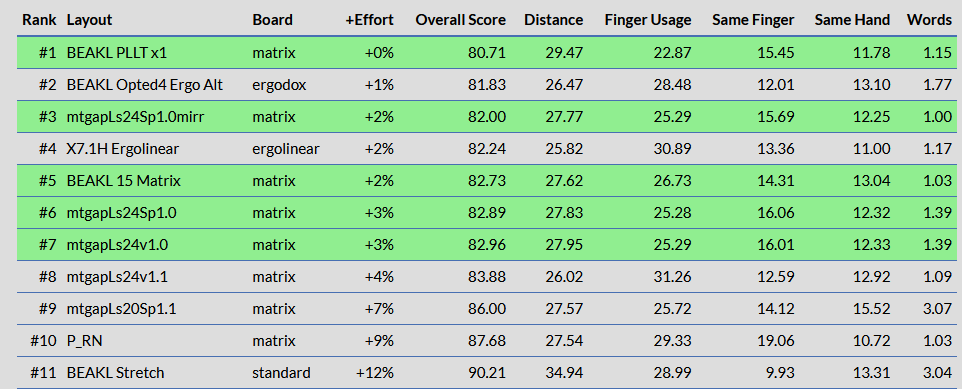 Rank Layout Board +Effort Overall Score Distance Finger Usage Same Finger Same Hand Words
#1 BEAKL PLLT x1 matrix +0% 80.71 29.47 22.87 15.45 11.78 1.15
#2 BEAKL Opted4 Ergo Alt ergodox +1% 81.83 26.47 28.48 12.01 13.10 1.77
#3 mtgapLs24Sp1.0mirr matrix +2% 82.00 27.77 25.29 15.69 12.25 1.00
#4 X7.1H Ergolinear ergolinear +2% 82.24 25.82 30.89 13.36 11.00 1.17
#5 BEAKL 15 Matrix matrix +2% 82.73 27.62 26.73 14.31 13.04 1.03
#6 mtgapLs24Sp1.0 matrix +3% 82.89 27.83 25.28 16.06 12.32 1.39
#7 mtgapLs24v1.0 matrix +3% 82.96 27.95 25.29 16.01 12.33 1.39
#8 mtgapLs24v1.1 matrix +4% 83.88 26.02 31.26 12.59 12.92 1.09
#9 mtgapLs20Sp1.1 matrix +7% 86.00 27.57 25.72 14.12 15.52 3.07
#10 P_RN matrix +9% 87.68 27.54 29.33 19.06 10.72 1.03
#11 BEAKL Stretch standard +12% 90.21 34.94 28.99 9.93 13.31 3.04